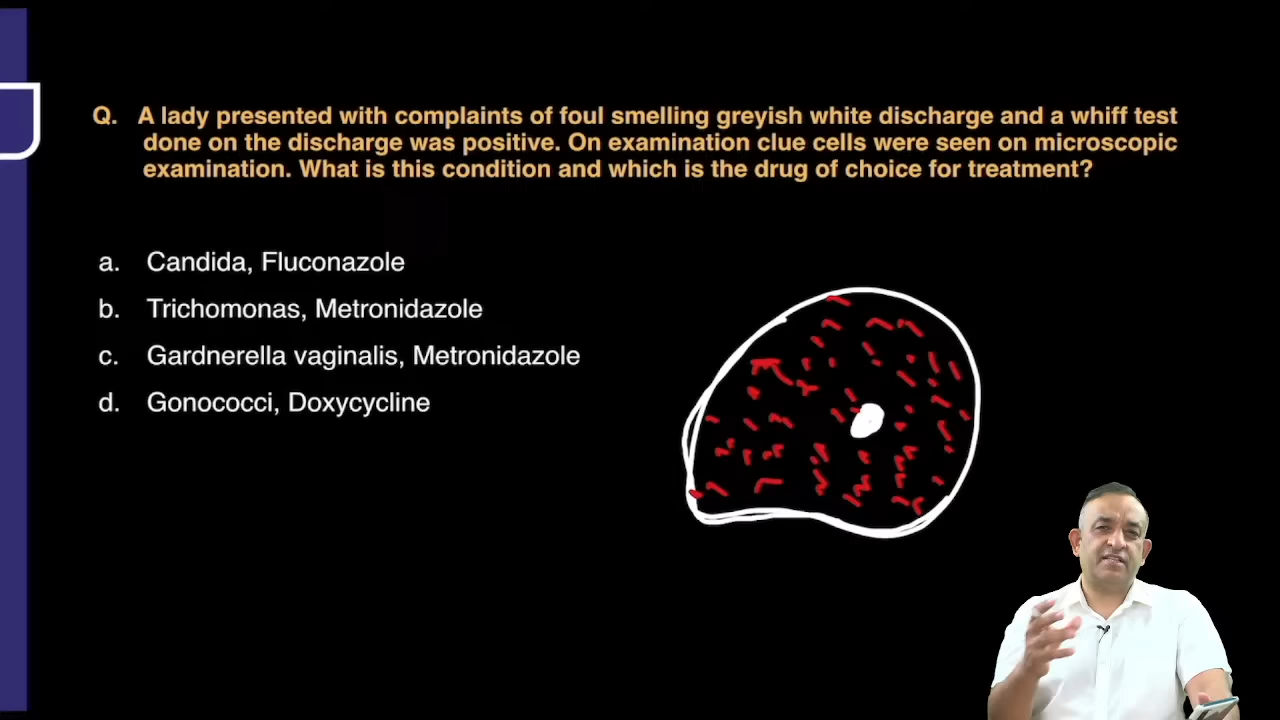 Q. A lady presented with complaints of foul smelling greyish white discharge and a whiff test
done on the discharge was positive. On examination clue cells were seen on microscopic
examination. What is this condition and which is the drug of choice for treatment?
a. Candida, Fluconazole
b. Trichomonas, Metronidazole
c. Gardnerella vaginalis, Metronidazole
d. Gonococci, Doxycycline